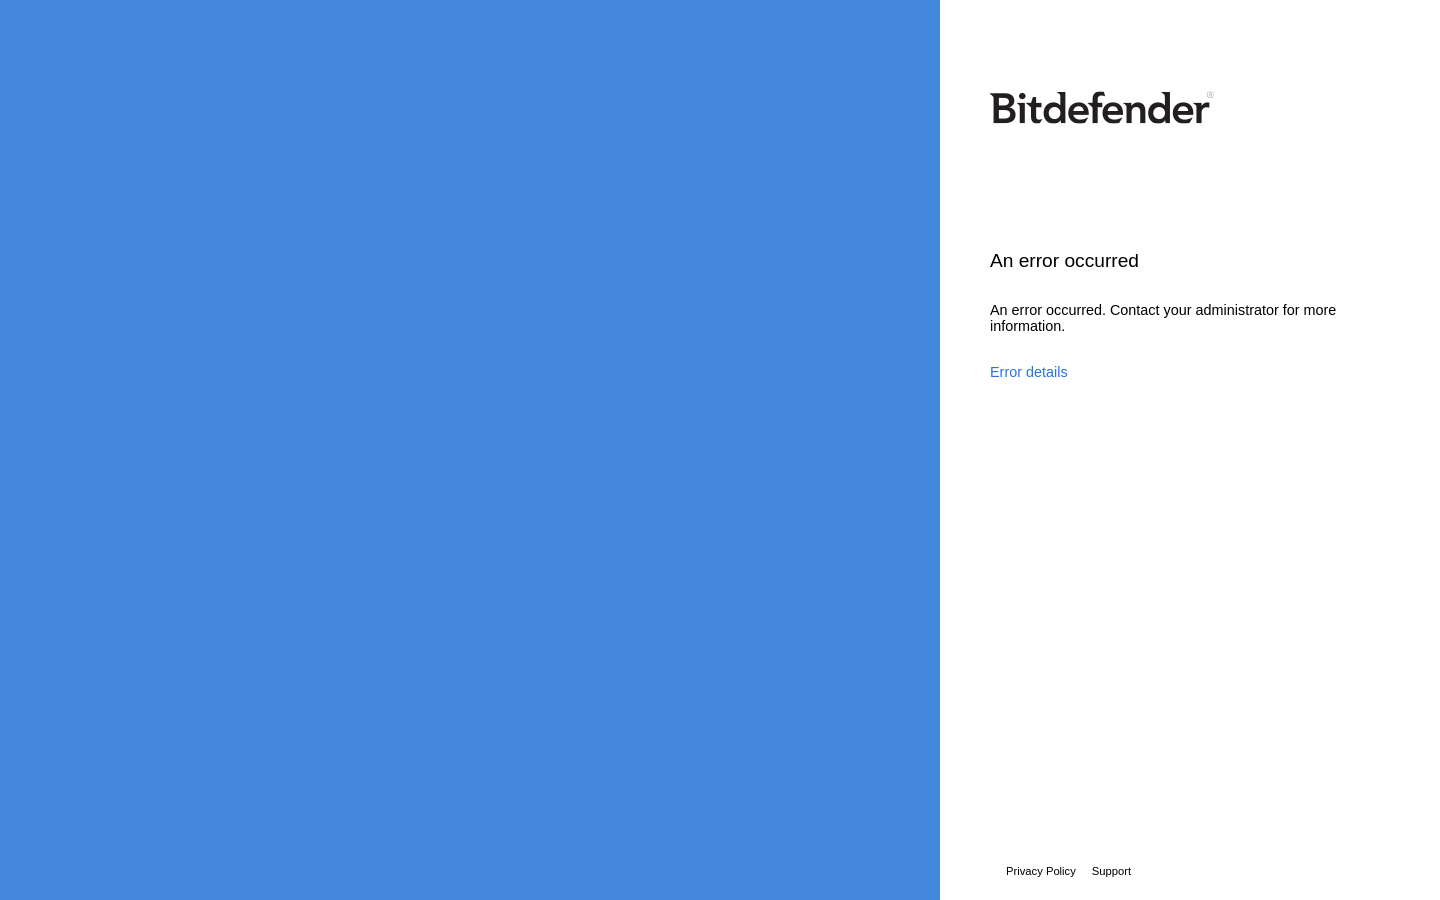 Bitdefender®
An error occurred
An error occurred. Contact your administrator for more
information.
Error details
Privacy Policy Support